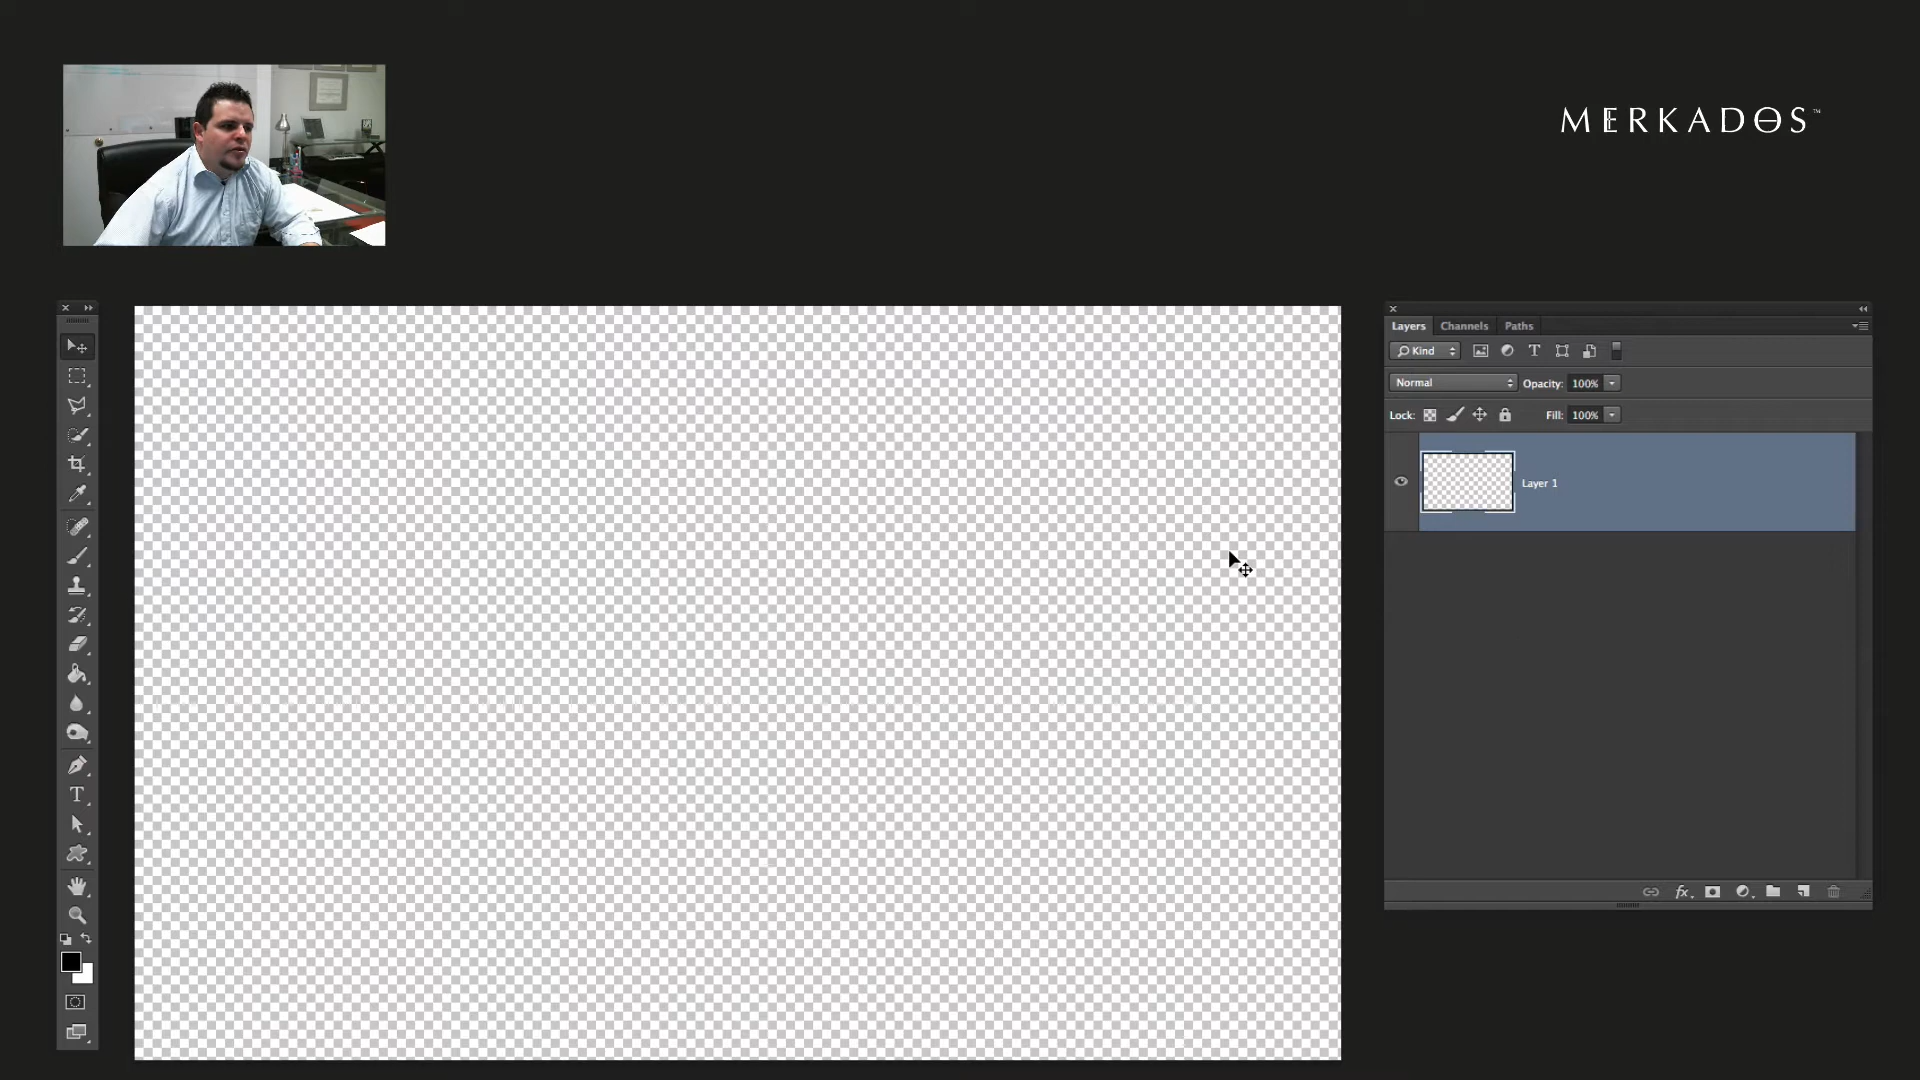 MERKADOS™
Layers Channels Paths
Kind
Normal Opacity: 100%
Lock: Fill: 100%
Layer 1